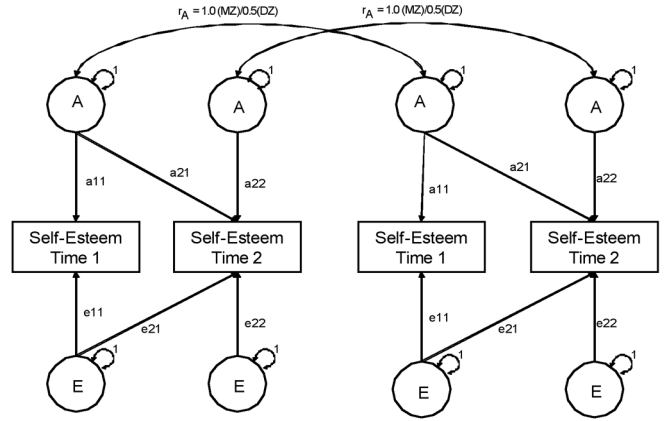 r A = 1.0 (MZ)/0.5(DZ) r A = 1.0 (MZ)/0.5(DZ)
1 1 1 1
A A A A
a11 a21 a22 a11 a21 a22
Self-Esteem Self-Esteem Self-Esteem Self-Esteem
Time 1 Time 2 Time 1 Time 2
e11 e21 e22 e11 e21 e22
1 1 1 1
E E E E